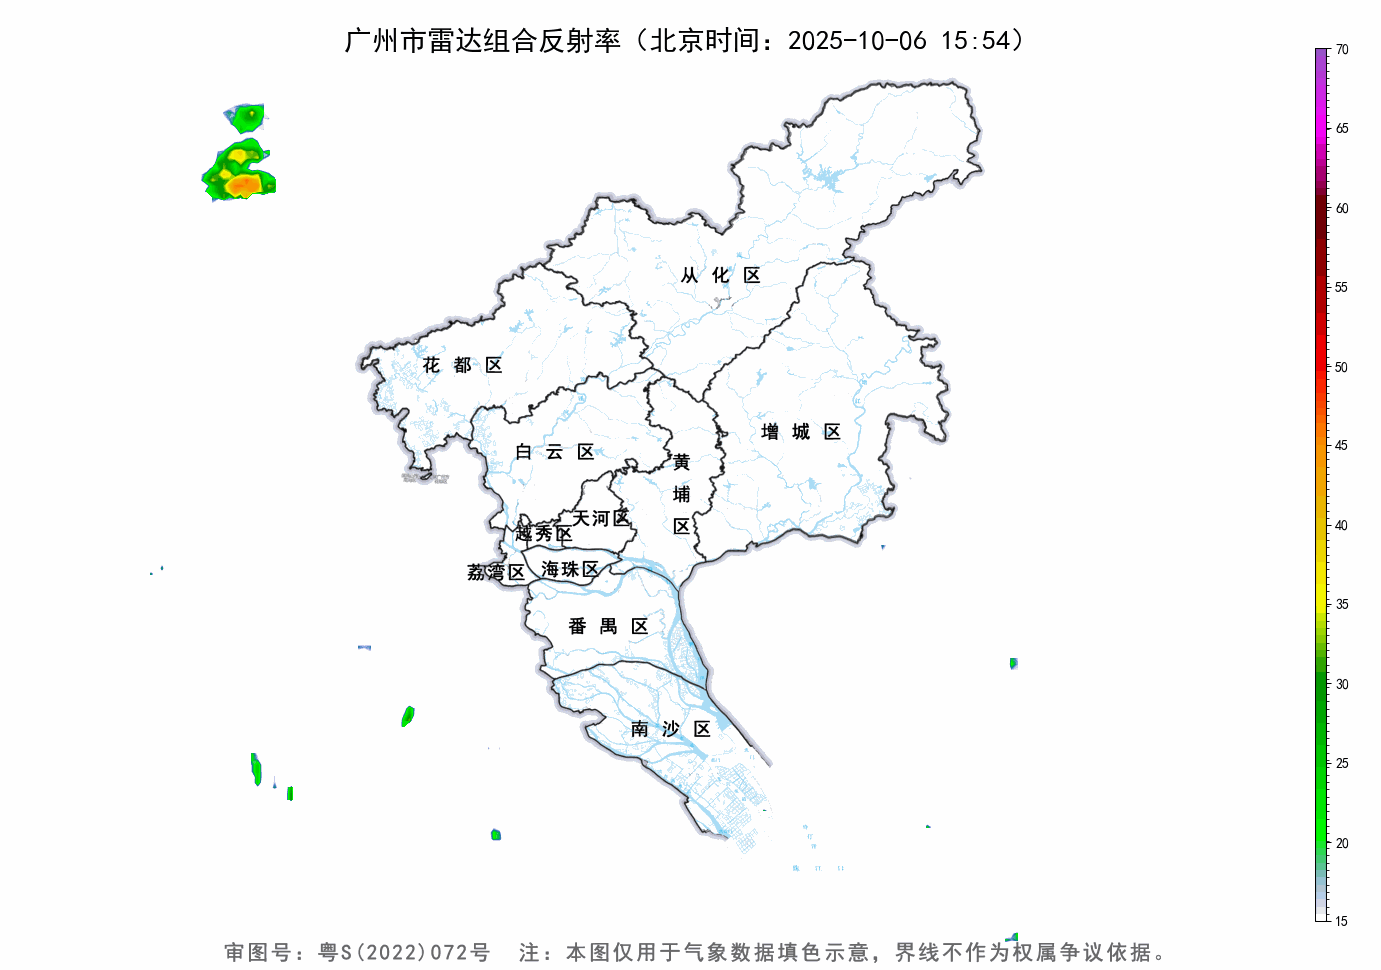 广州市雷达组合反射率（北京时间：2025-10-06 15:54）
70
65
60
55
50
45
40
35
30
25
20
15
从化区
花都区
增城区
白云区
黄埔区
天河区
越秀区
荔湾区
海珠区
番禺区
南沙区
审图号：粤S(2022)072号 注：本图仅用于气象数据填色示意，界线不作为权属争议依据。